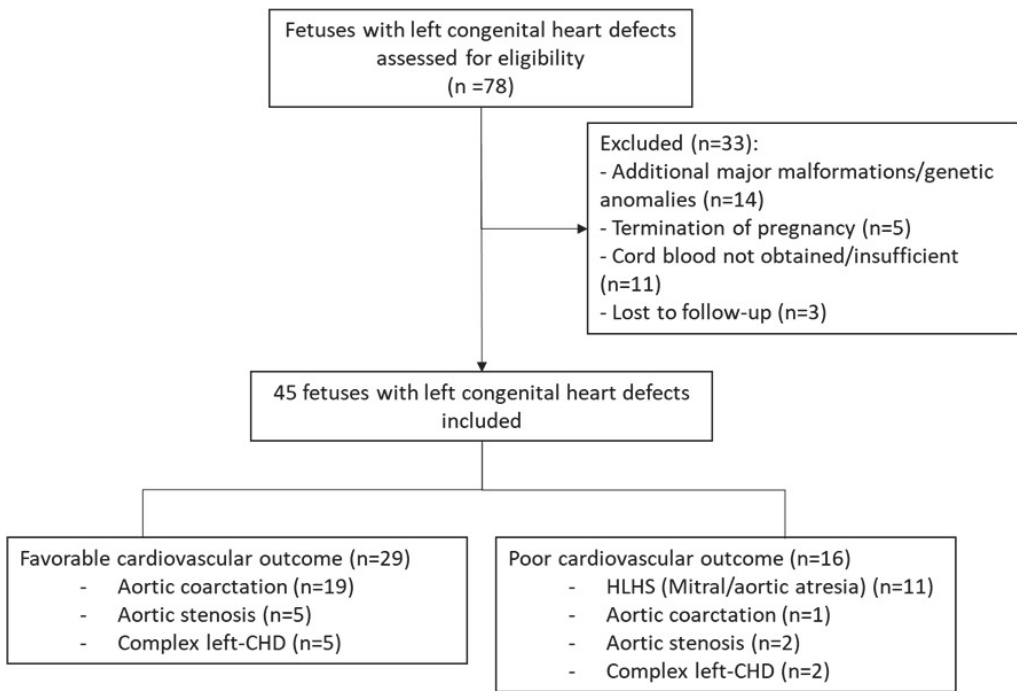 Fetuses with left congenital heart defects
assessed for eligibility
(n =78)
Excluded (n=33):
- Additional major malformations/genetic
anomalies (n=14)
- Termination of pregnancy (n=5)
- Cord blood not obtained/insufficient
(n=11)
- Lost to follow-up (n=3)
45 fetuses with left congenital heart defects
included
Favorable cardiovascular outcome (n=29)
- Aortic coarctation (n=19)
- Aortic stenosis (n=5)
- Complex left-CHD (n=5)
Poor cardiovascular outcome (n=16)
- HLHS (Mitral/aortic atresia) (n=11)
- Aortic coarctation (n=1)
- Aortic stenosis (n=2)
- Complex left-CHD (n=2)